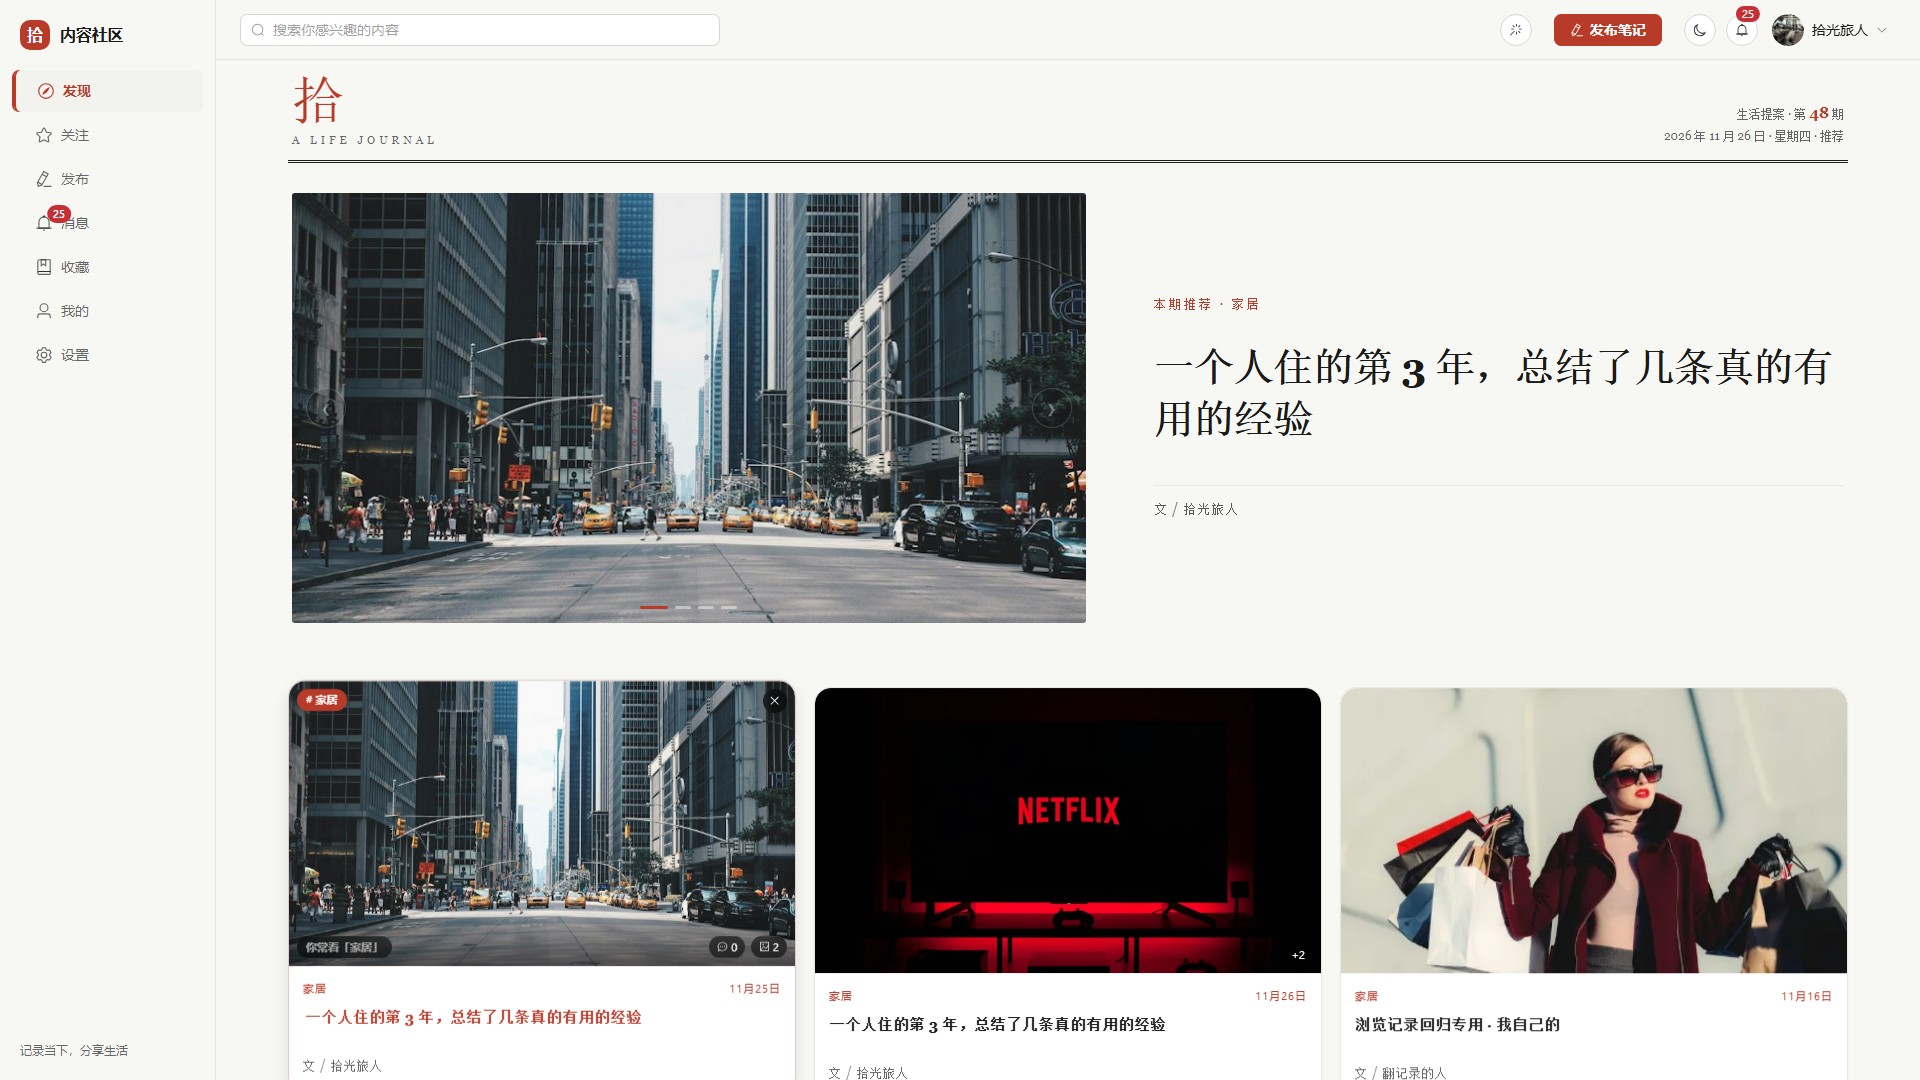 拾 内容社区
搜索你感兴趣的内容
发布笔记
25
拾光旅人
发现
关注
发布
25
消息
收藏
我的
设置
记录当下，分享生活
拾
A LIFE JOURNAL
生活提案 · 第 48 期
2026 年 11 月 26 日 · 星期四 · 推荐
本期推荐 · 家居
一个人住的第 3 年，总结了几条真的有
用的经验
文 / 拾光旅人
# 家居
你常看「家居」
0
2
家居
11月25日
一个人住的第 3 年，总结了几条真的有用的经验
文 / 拾光旅人
NETFLIX
+2
家居
11月26日
一个人住的第 3 年，总结了几条真的有用的经验
文 / 拾光旅人
家居
11月16日
浏览记录回归专用 · 我自己的
文 / 翻记录的人